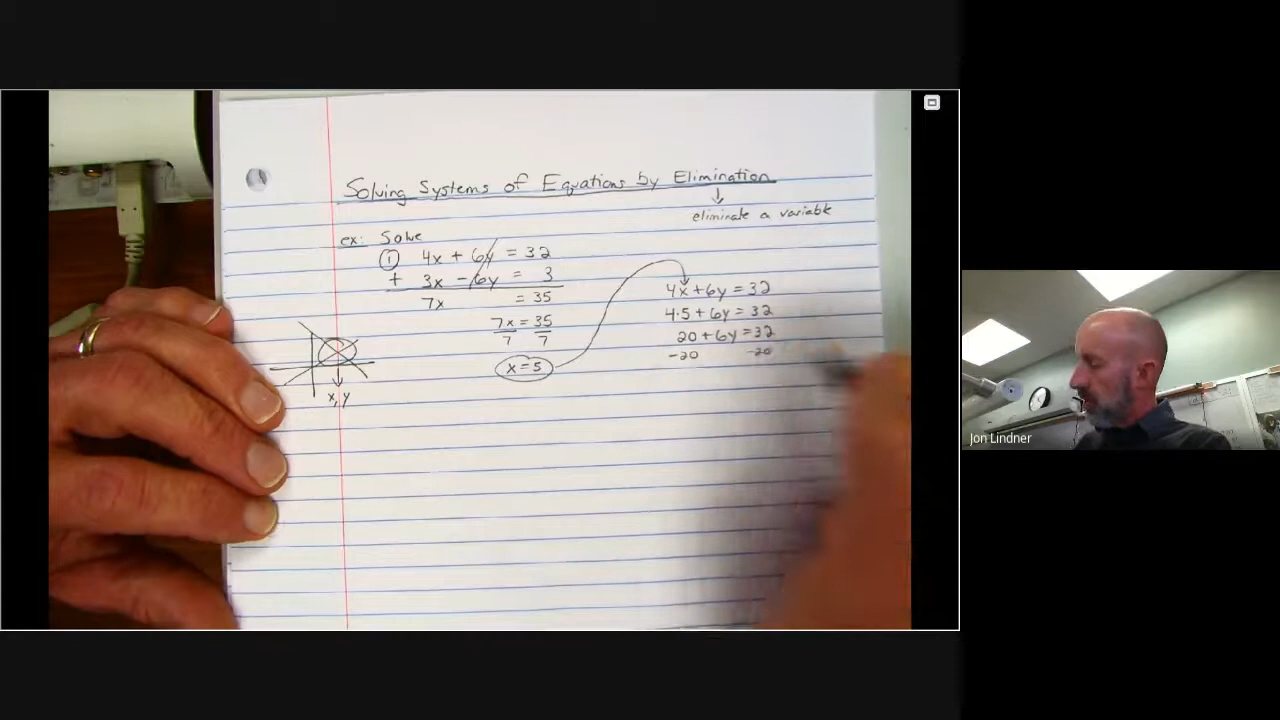 Solving Systems of Equations by Elimination
↓
eliminate a variable
ex: Solve
① 4x + 6y = 32
+ 3x - 6y = 3
7x = 35
7x = 35
7 7
x = 5
x, y
4x + 6y = 32
4·5 + 6y = 32
20 + 6y = 32
-20 -20
Jon Lindner